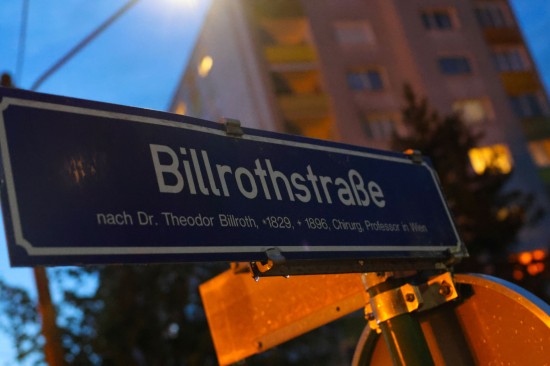 Billrothstraße
nach Dr. Theodor Billroth, *1829, + 1896, Chirurg, Professor in Wien